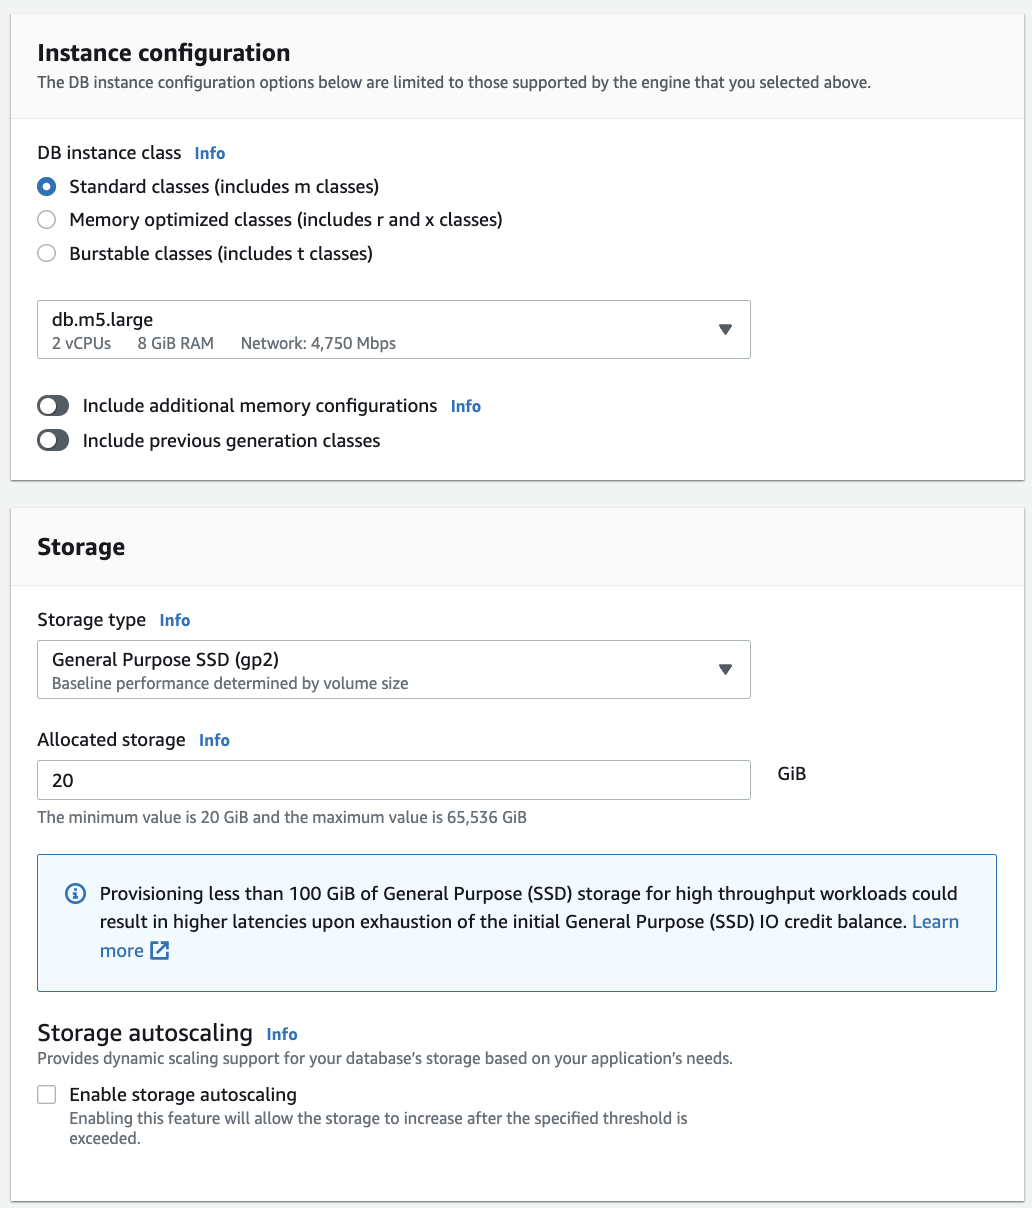 Instance configuration
The DB instance configuration options below are limited to those supported by the engine that you selected above.
DB instance class Info
Standard classes (includes m classes)
Memory optimized classes (includes r and x classes)
Burstable classes (includes t classes)
db.m5.large
2 vCPUs 8 GiB RAM Network: 4,750 Mbps
Include additional memory configurations Info
Include previous generation classes
Storage
Storage type Info
General Purpose SSD (gp2)
Baseline performance determined by volume size
Allocated storage Info
20 GiB
The minimum value is 20 GiB and the maximum value is 65,536 GiB
Provisioning less than 100 GiB of General Purpose (SSD) storage for high throughput workloads could
result in higher latencies upon exhaustion of the initial General Purpose (SSD) IO credit balance. Learn
more
Storage autoscaling Info
Provides dynamic scaling support for your database’s storage based on your application’s needs.
Enable storage autoscaling
Enabling this feature will allow the storage to increase after the specified threshold is
exceeded.